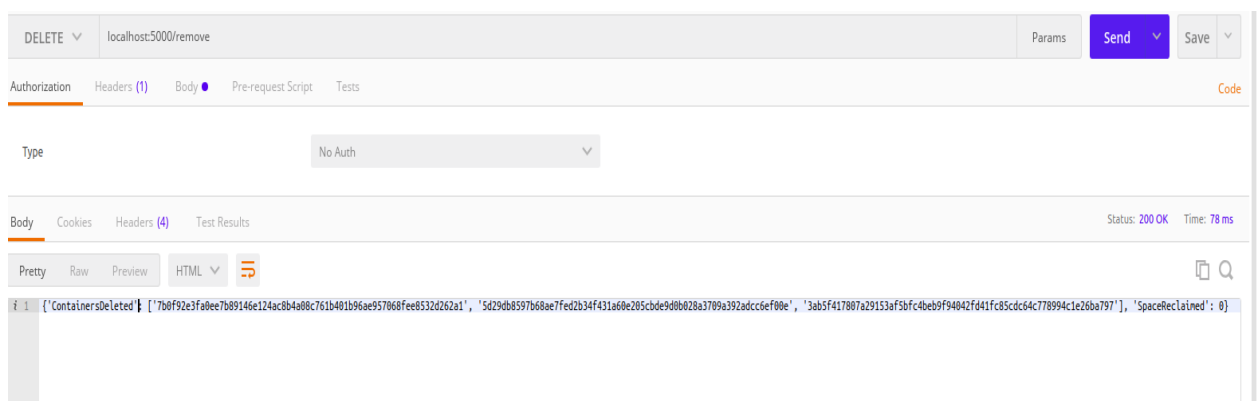 DELETE localhost:5000/remove Params Send Save
Authorization Headers (1) Body Pre-request Script Tests Code
Type No Auth
Body Cookies Headers (4) Test Results Status: 200 OK Time: 78 ms
Pretty Raw Preview HTML
i 1 {'ContainersDeleted': ['7b0f92e3fa0ee7b89146e124ac8b4a08c761b401b96ae957068fee8532d262a1', '5d29db8597b68ae7fed2b34f431a60e205cbde9d0b028a3709a392adcc6ef00e', '3ab5f417807a29153af5bfc4beb9f94042fd41fc85cdc64c778994c1e26ba797'], 'SpaceReclaimed': 0}